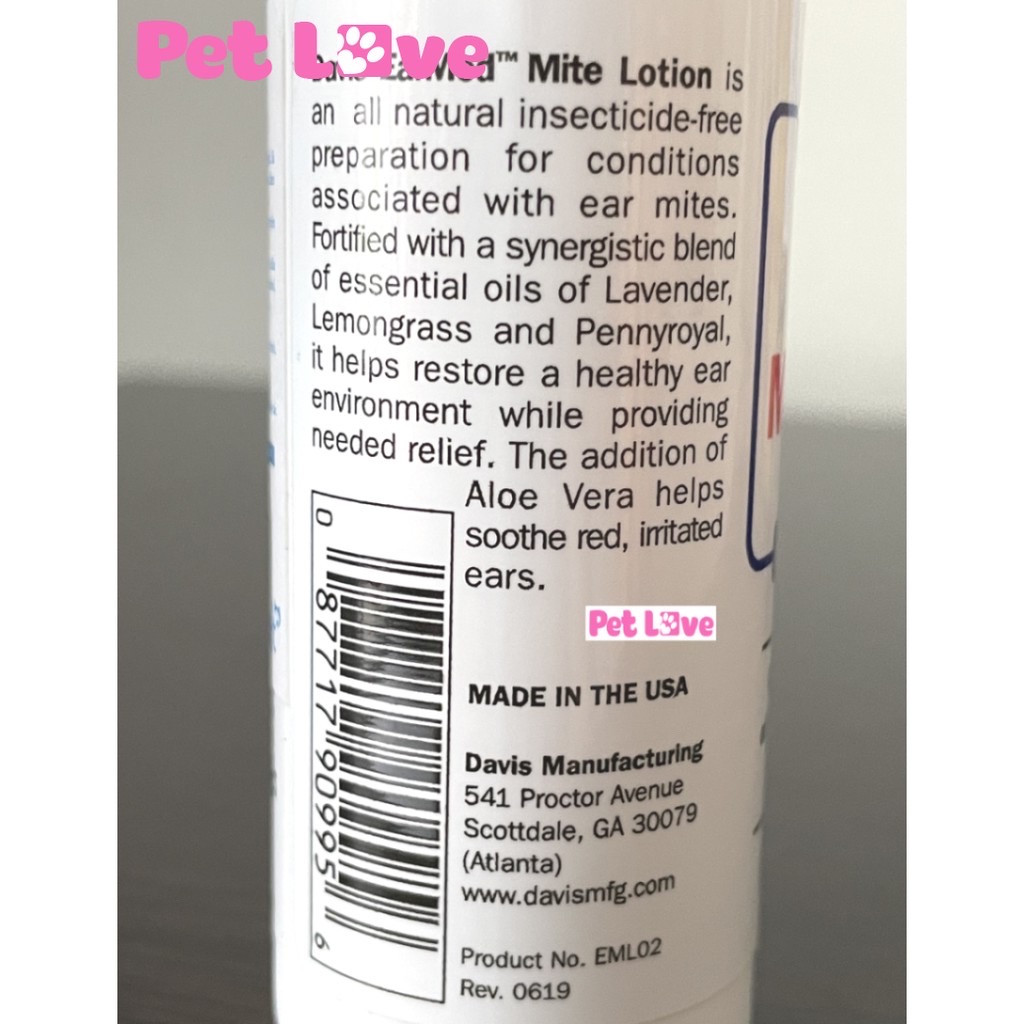 Pet Love
Davis EarMed™ Mite Lotion is
an all natural insecticide-free
preparation for conditions
associated with ear mites.
Fortified with a synergistic blend
of essential oils of Lavender,
Lemongrass and Pennyroyal,
it helps restore a healthy ear
environment while providing
needed relief. The addition of
Aloe Vera helps
soothe red, irritated
ears.
Pet Love
MADE IN THE USA
Davis Manufacturing
541 Proctor Avenue
Scottdale, GA 30079
(Atlanta)
www.davismfg.com
Product No. EML02
Rev. 0619
0 87717 90995 6